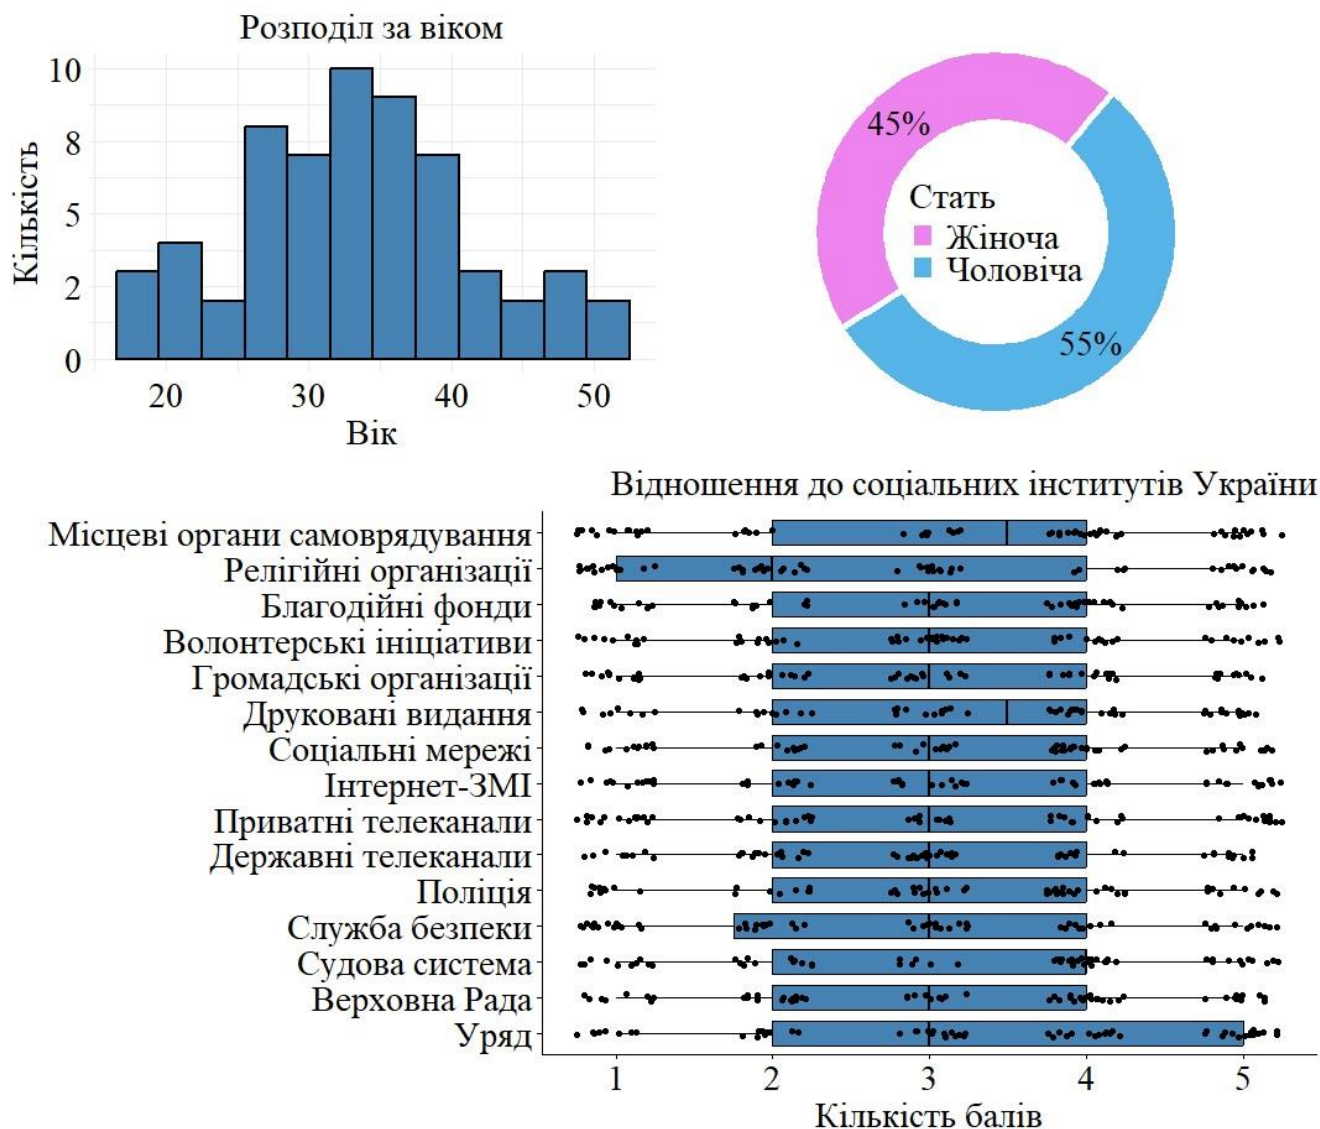 Розподіл за віком
10
8
5
2
0
Кількість
20 30 40 50
Вік
45%
Стать
Жіноча
Чоловіча
55%
Відношення до соціальних інститутів України
Місцеві органи самоврядування
Релігійні організації
Благодійні фонди
Волонтерські ініціативи
Громадські організації
Друковані видання
Соціальні мережі
Інтернет-ЗМІ
Приватні телеканали
Державні телеканали
Поліція
Служба безпеки
Судова система
Верховна Рада
Уряд
1 2 3 4 5
Кількість балів